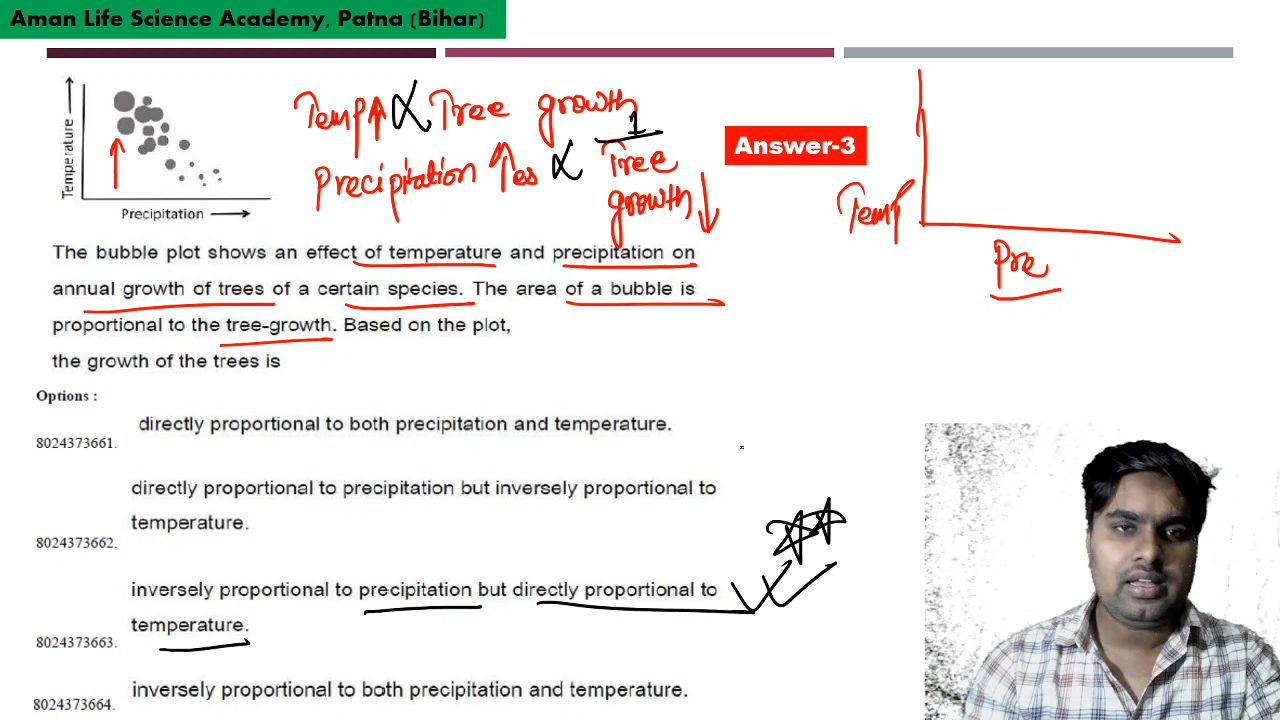 Aman Life Science Academy, Patna (Bihar)
Temperature
Precipitation
Temp↑ ∝ Tree growth
Precipitation ↑es ∝ 1
Tree
growth ↓
Answer-3
Temp
Pre
The bubble plot shows an effect of temperature and precipitation on
annual growth of trees of a certain species. The area of a bubble is
proportional to the tree-growth. Based on the plot,
the growth of the trees is
Options :
directly proportional to both precipitation and temperature.
8024373661.
directly proportional to precipitation but inversely proportional to
temperature.
8024373662.
inversely proportional to precipitation but directly proportional to
temperature.
8024373663.
inversely proportional to both precipitation and temperature.
8024373664.